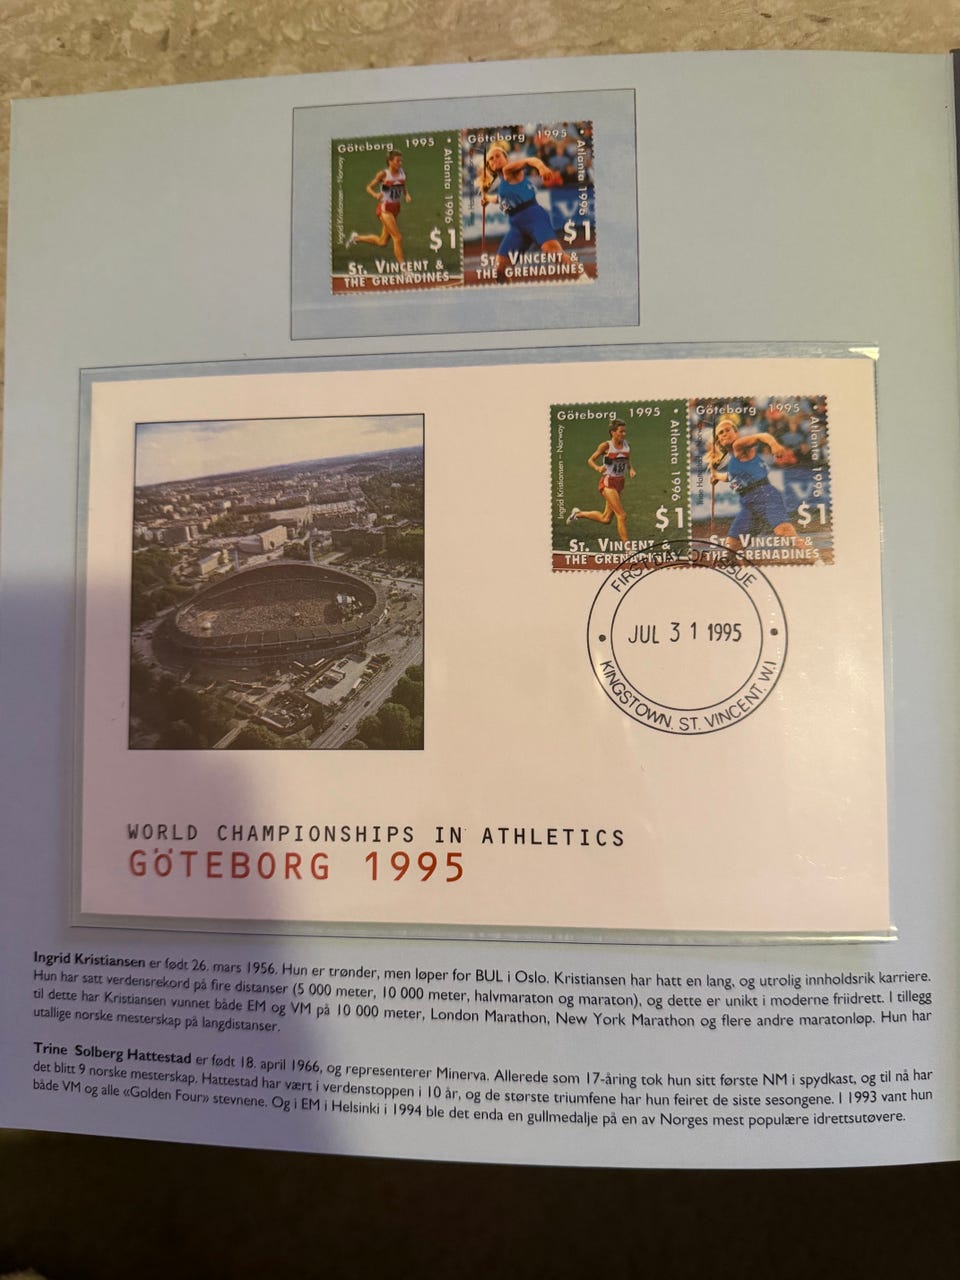 Göteborg 1995
Atlanta 1996
Ingrid Kristiansen – Norway
$1
ST. VINCENT &
THE GRENADINES
Göteborg 1995
Atlanta 1996
$1
ST. VINCENT &
THE GRENADINES
Göteborg 1995
Atlanta 1996
Ingrid Kristiansen – Norway
$1
ST. VINCENT &
THE GRENADINES
Göteborg 1995
Atlanta 1996
$1
ST. VINCENT &
THE GRENADINES
FIRST DAY OF ISSUE
JUL 31 1995
KINGSTOWN, ST. VINCENT W.I
WORLD CHAMPIONSHIPS IN ATHLETICS
GÖTEBORG 1995
Ingrid Kristiansen er født 26. mars 1956. Hun er trønder, men løper for BUL i Oslo. Kristiansen har hatt en lang, og utrolig innholdsrik karriere.
Hun har satt verdensrekord på fire distanser (5 000 meter, 10 000 meter, halvmaraton og maraton), og dette er unikt i moderne friidrett. I tillegg
til dette har Kristiansen vunnet både EM og VM på 10 000 meter, London Marathon, New York Marathon og flere andre maratonløp. Hun har
utallige norske mesterskap på langdistanser.
Trine Solberg Hattestad er født 18. april 1966, og representerer Minerva. Allerede som 17-åring tok hun sitt første NM i spydkast, og til nå har
det blitt 9 norske mesterskap. Hattestad har vært i verdenstoppen i 10 år, og de største triumfene har hun feiret de siste sesongene. I 1993 vant hun
både VM og alle «Golden Four» stevnene. Og i EM i Helsinki i 1994 ble det enda en gullmedalje på en av Norges mest populære idrettsutøvere.